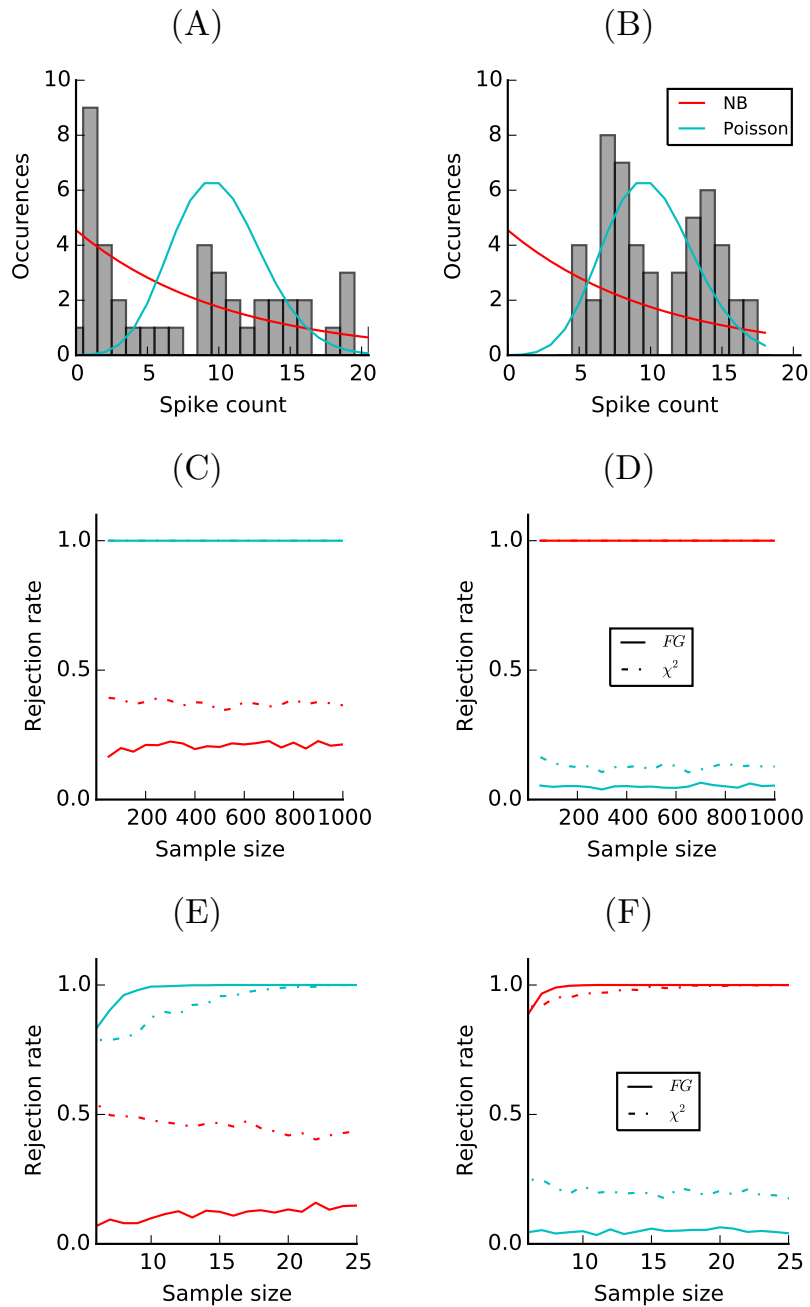 (A)
(B)
10
8
6
4
2
0
Occurences
0 5 10 15 20
Spike count
10
8
6
4
2
0
Occurences
0 5 10 15 20
Spike count
NB
Poisson
(C)
(D)
1.0
0.5
0.0
Rejection rate
200 400 600 800 1000
Sample size
1.0
0.5
0.0
Rejection rate
200 400 600 800 1000
Sample size
FG
χ²
(E)
(F)
1.0
0.5
0.0
Rejection rate
10 15 20 25
Sample size
1.0
0.5
0.0
Rejection rate
10 15 20 25
Sample size
FG
χ²